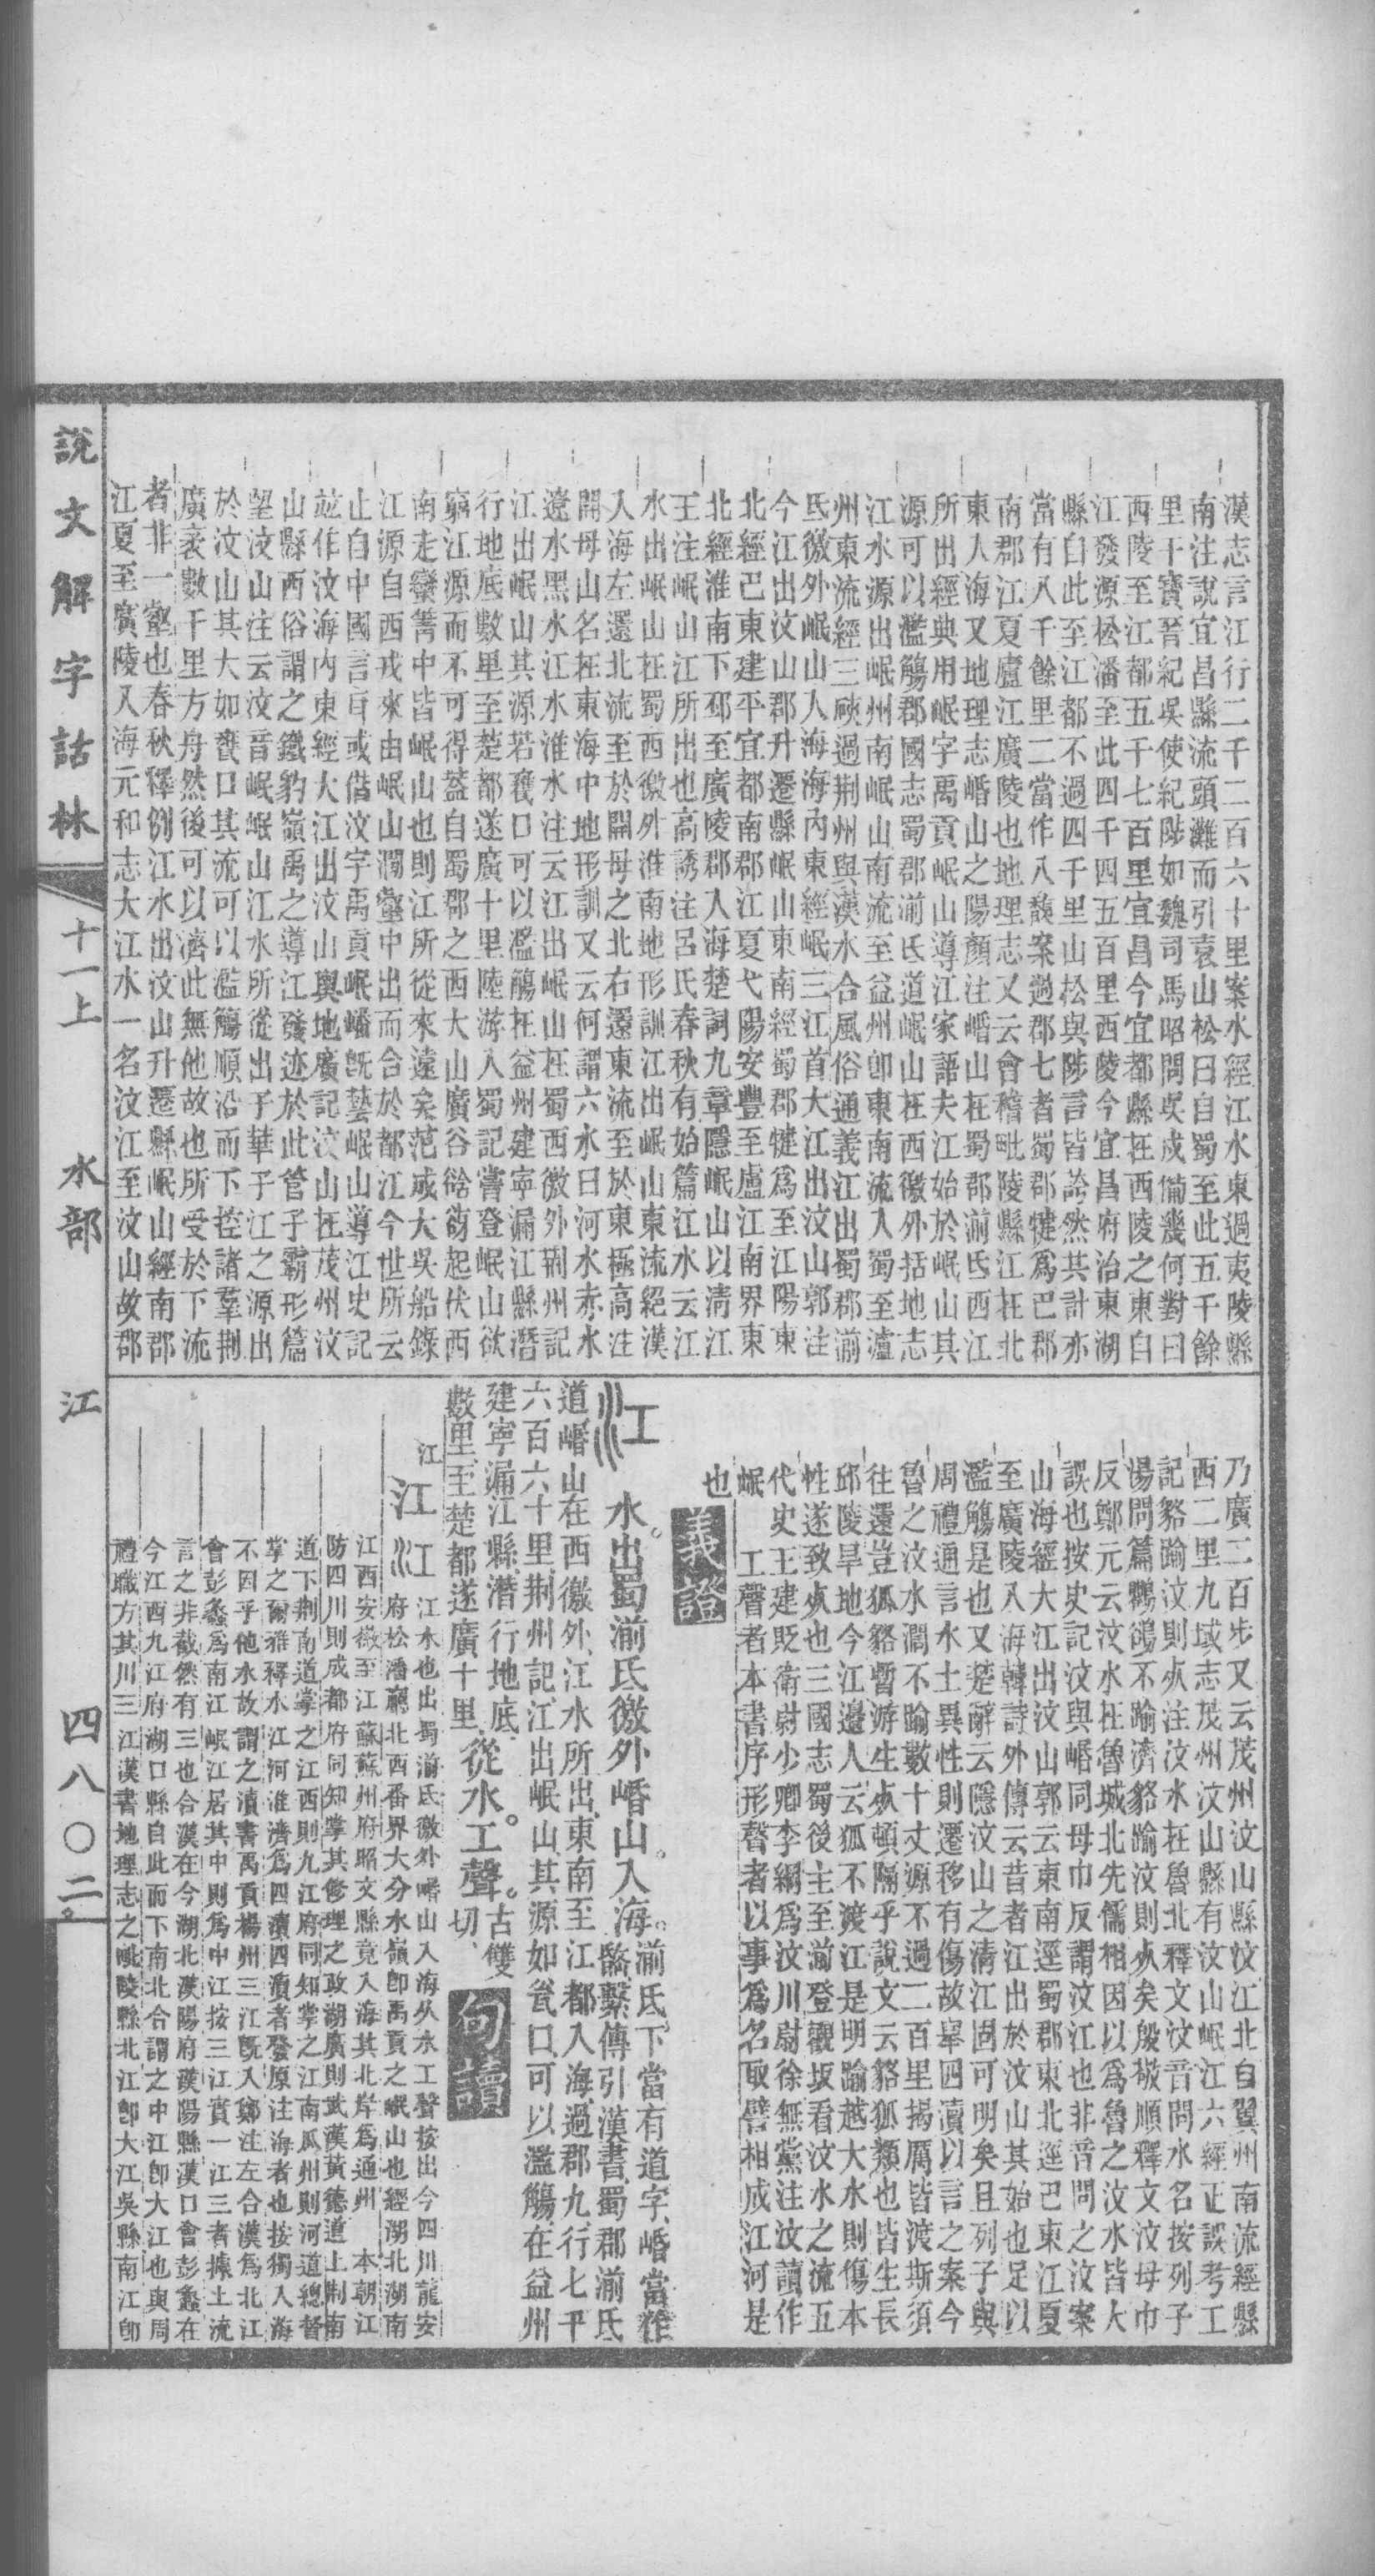 漢志言江行二千二百六十里案水經江水東過夷陵縣
南注說宜昌縣流頭灘而引袁山松曰自蜀至此五千餘
里干寶晉紀吳使紀陟如魏司馬昭問吳戍備幾何對曰
西陵至江都五千七百里宜昌今宜都縣在西陵之東自
江發源松潘至此四千四五百里西陵今宜昌府治東湖
縣自此至江都不過四千里山松與陟言皆誇然其計亦
當有八千餘里二當作八馥案過郡七者蜀郡犍爲巴郡
南郡江夏廬江廣陵也地理志又云會稽毗陵縣江在北
東入海又地理志崏山之陽顏注崏山在蜀郡湔氐西江
所出經典用岷字禹貢岷山導江家語夫江始於岷山其
源可以濫觴郡國志蜀郡湔氐道岷山在西徼外括地志
江水源出岷州南岷山南流至益州卽東南流入蜀至瀘
州東流經三硤過荆州與漢水合風俗通義江出蜀郡湔
氐徼外岷山入海海內東經岷三江首大江出汶山郭注
今江出汶山郡升遷縣岷山東南經蜀郡犍爲至江陽東
北經巴東建平宜都南郡江夏弋陽安豐至廬江南界東
北經淮南下邳至廣陵郡入海楚詞九章隱岷山以清江
王注岷山江所出也高誘注呂氏春秋有始篇江水云江
水出岷山在蜀西徼外淮南地形訓江出岷山東流絕漢
入海左還北流至於開母之北右還東流至於東極高注
開母山名在東海中地形訓又云何謂六水曰河水赤水
遼水黑水江水淮水注云江出岷山在蜀西徼外荆州記
江出岷山其源若甕口可以濫觴在益州建寧漏江縣潛
行地底數里至楚都遂廣十里陸游入蜀記嘗登岷山欲
窮江源而不可得蓋自蜀郡之西大山廣谷谽谺起伏西
南走蠻箐中皆岷山也則江所從來遠矣范成大吳船錄
江源自西戎來由岷山澗壑中出而合於都江今世所云
止自中國言耳或借汶字禹貢岷嶓旣藝岷山導江史記
竝作汶海內東經大江出汶山輿地廣記汶山在茂州汶
山縣西俗謂之鐵豹嶺禹之導江發迹於此管子霸形篇
望汶山注云汶音岷岷山江水所從出子華子江之源出
於汶山其大如甕口其流可以濫觴順沿而下控諸羣荆
廣袤數千里方舟然後可以濟此無他故也所受於下流
者非一壑也春秋釋例江水出汶山升遷縣岷山經南郡
江夏至廣陵入海元和志大江水一名汶江至汶山故郡
乃廣二百步又云茂州汶山縣汶江北自翼州南流經縣
西二里九域志茂州汶山縣有汶山岷江六經正誤考工
記貉踰汶則死注汶水在魯北釋文汶音問水名按列子
湯問篇鸜鵒不踰濟貉踰汶則死矣殷敬順釋文汶毋巾
反鄭元云汶水在魯城北先儒相因以爲魯之汶水皆大
誤也按史記汶與崏同毋巾反謂汶江也非音問之汶案
山海經大江出汶山郭云東南逕蜀郡東北逕巴東江夏
至廣陵入海韓詩外傳云昔者江出於汶山其始也足以
濫觴是也又楚辭云隱汶山之清江固可明矣且列子與
周禮通言水土異性則遷移有傷故舉四瀆以言之案今
魯之汶水濶不踰數十丈源不過二百里揭厲皆渡斯須
往還豈狐貉暫游生死頓隔乎說文云貉狐類也皆生長
邱陵旱地今江邊人云狐不渡江是明踰越大水則傷本
性遂致死也三國志蜀後主至湔登觀坂看汶水之流五
代史王建貶衛尉少卿李綱爲汶川尉徐無黨注汶讀作
岷 工聲者本書序形聲者以事爲名取譬相成江河是
也
義證
江 水。出蜀湔氐徼外崏山。入海。湔氐下當有道字、崏當作
䃡、繫傳引漢書、蜀郡湔氐
道崏山在西徼外、江水所出、東南至江都入海、過郡九、行七千
六百六十里、荆州記、江出岷山、其源如瓮口、可以濫觴、在益州
建寧漏江縣、潛行地底、
數里、至楚都、遂廣十里、從水。工聲。古雙切、
句讀
江 江 江 江水也出蜀湔氐徼外崏山入海从水工聲按出今四川龍安
府松潘廳北西番界大分水嶺卽禹貢之岷山也經湖北湖南
江西安徽至江蘇蘇州府昭文縣竟入海其北岸爲通州 本朝江
防四川則成都府同知掌其修理之政湖廣則武漢黃德道上荆南
道下荆南道掌之江西則九江府同知掌之江南瓜州則河道總督
掌之爾雅釋水江河淮濟爲四瀆四瀆者發原注海者也按獨入海
不因乎他水故謂之瀆書禹貢揚州三江旣入鄭注左合漢爲北江
會彭蠡爲南江岷江居其中則爲中江按三江實一江三者據土流
言之非截然有三也合漢在今湖北漢陽府漢陽縣漢口會彭蠡在
今江西九江府湖口縣自此而下南北合謂之中江卽大江也與周
禮職方其川三江漢書地理志之毗陵縣北江卽大江吳縣南江卽
說文解字詁林 十一上 水部 江 四八〇二